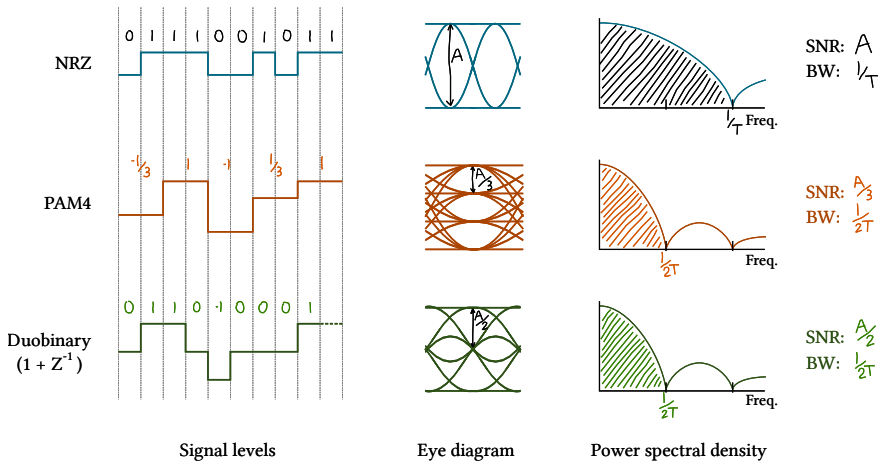 0 1 1 1 0 0 1 0 1 1
NRZ
A
1/T
Freq.
SNR: A
BW: 1/T
-1/3 1 -1 1/3 1
PAM4
A/3
1/2T
Freq.
SNR: A/3
BW: 1/2T
0 1 1 0 -1 0 0 0 1
Duobinary
(1 + Z⁻¹)
A/2
1/2T
Freq.
SNR: A/2
BW: 1/2T
Signal levels
Eye diagram
Power spectral density